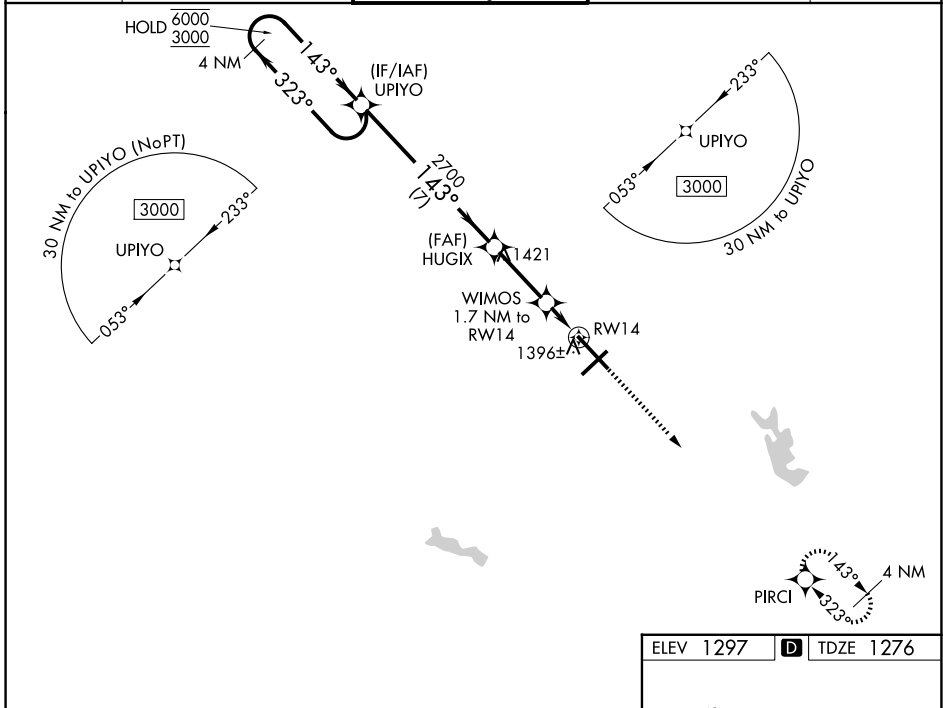 HOLD 6000
3000
4 NM
143°
323°
(IF/IAF)
UPIYO
2700
143°
(7)
30 NM to UPIYO (NoPT)
3000
233°
UPIYO
053°
233°
UPIYO
053°
3000
30 NM to UPIYO
(FAF)
HUGIX
1421
WIMOS
1.7 NM to
RW14
RW14
1396±
143°
4 NM
PIRCI
323°
ELEV 1297 D TDZE 1276